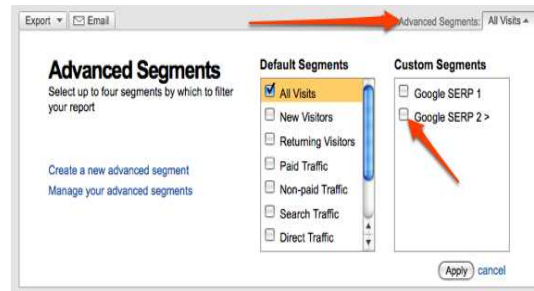 Export Email
Advanced Segments: All Visits
Advanced Segments
Select up to four segments by which to filter
your report
Create a new advanced segment
Manage your advanced segments
Default Segments
All Visits
New Visitors
Returning Visitors
Paid Traffic
Non-paid Traffic
Search Traffic
Direct Traffic
Custom Segments
Google SERP 1
Google SERP 2 >
Apply cancel